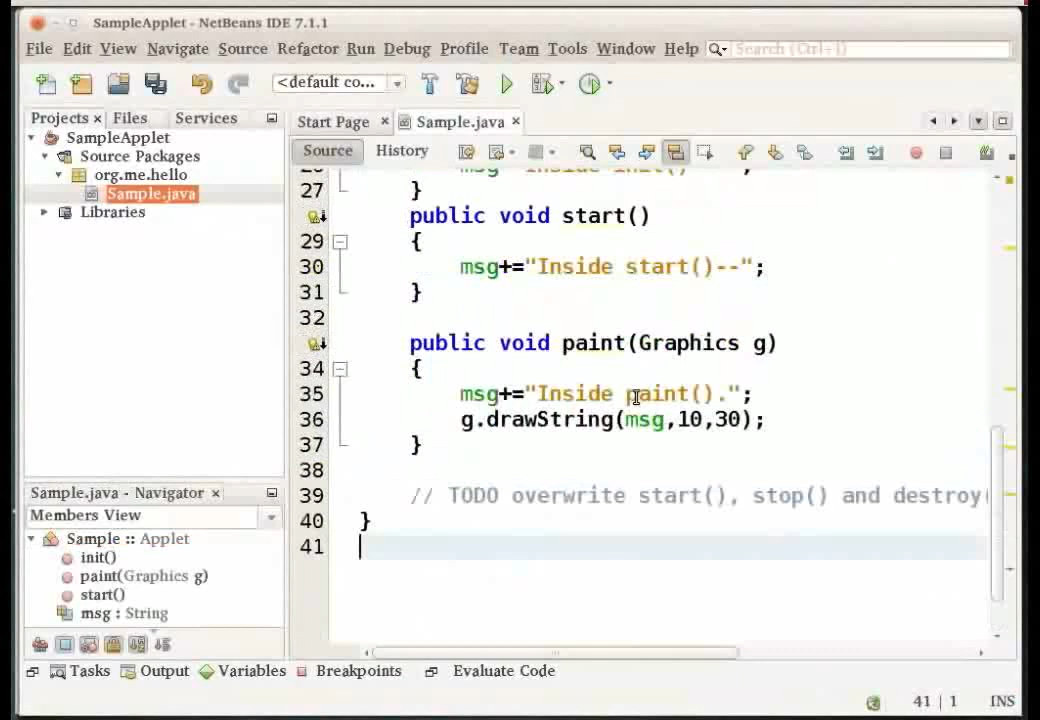 SampleApplet - NetBeans IDE 7.1.1
File Edit View Navigate Source Refactor Run Debug Profile Team Tools Window Help Search (Ctrl+I)
<default co...
Projects × Files Services
Start Page × Sample.java ×
SampleApplet
Source Packages
org.me.hello
Sample.java
Libraries
Source History
27 }
public void start()
29 {
30 msg+="Inside start()--";
31 }
32
public void paint(Graphics g)
34 {
35 msg+="Inside paint().";
36 g.drawString(msg,10,30);
37 }
38
39 // TODO overwrite start(), stop() and destroy(
40 }
41
Sample.java - Navigator ×
Members View
Sample :: Applet
init()
paint(Graphics g)
start()
msg : String
Tasks Output Variables Breakpoints Evaluate Code
41 | 1 INS